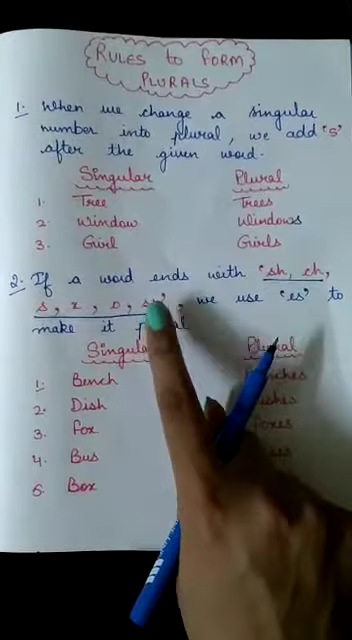 RULES to FORM
PLURALS
1. When we change a singular
number into plural, we add 's'
after the given word.
Singular Plural
1. Tree Trees
2. Window Windows
3. Girl Girls
2. If a word ends with 'sh, ch,
s, x, o, we use 'es' to
make it
Plural
1. Bench
2. Dish
3. Fox
4. Bus
5. Box